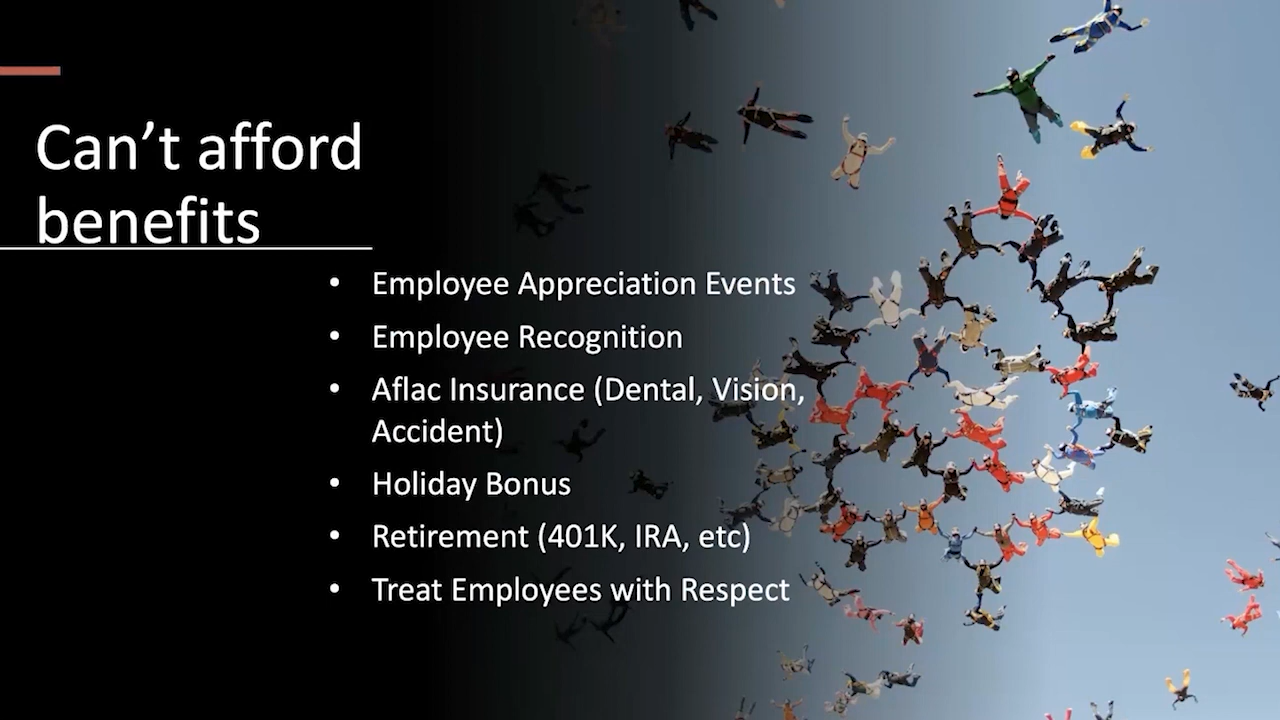 Can’t afford
benefits
• Employee Appreciation Events
• Employee Recognition
• Aflac Insurance (Dental, Vision,
Accident)
• Holiday Bonus
• Retirement (401K, IRA, etc)
• Treat Employees with Respect